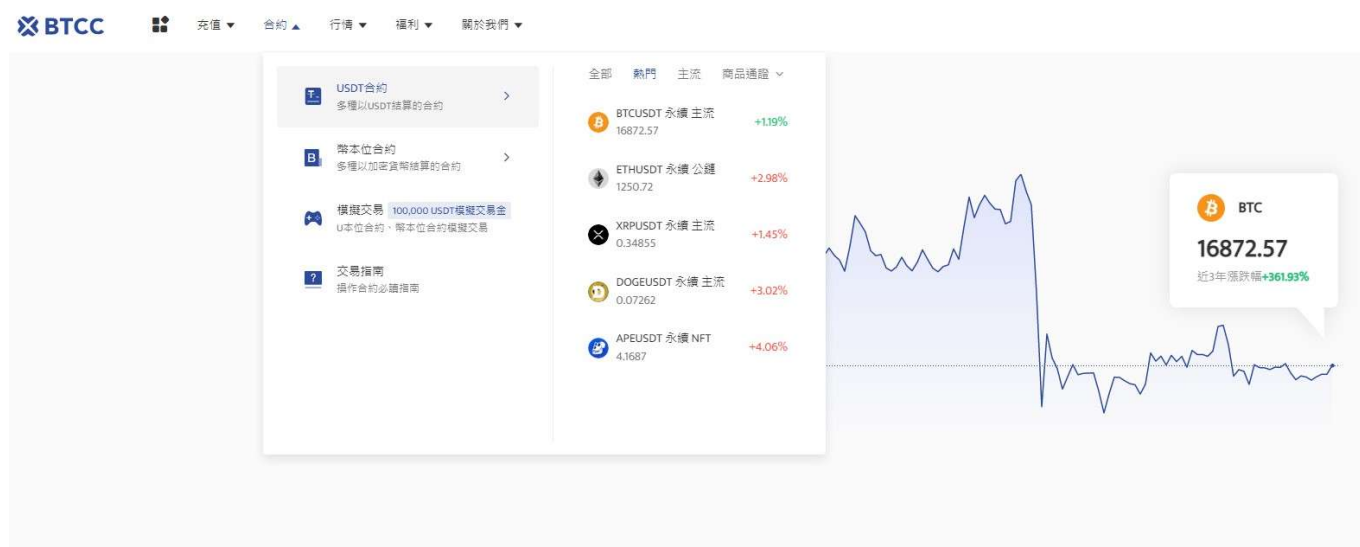 BTCC
充值 ▼
合約 ▲
行情 ▼
福利 ▼
關於我們 ▼
USDT合約
多種以USDT結算的合約
幣本位合約
多種以加密貨幣結算的合約
模擬交易 100,000 USDT模擬交易金
U本位合約、幣本位合約模擬交易
交易指南
操作合約必讀指南
全部 熱門 主流 商品通證
BTCUSDT 永續 主流
16872.57
+1.19%
ETHUSDT 永續 公鏈
1250.72
+2.98%
XRPUSDT 永續 主流
0.34855
+1.45%
DOGEUSDT 永續 主流
0.07262
+3.02%
APEUSDT 永續 NFT
4.1687
+4.06%
BTC
16872.57
近3年漲跌幅+361.93%